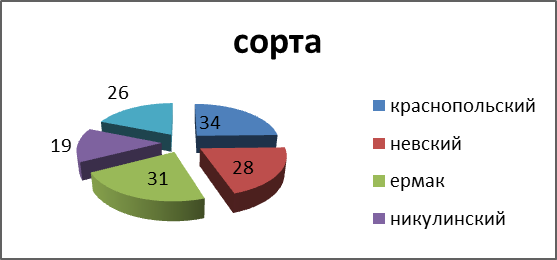 сорта
26
34
19
31
28
краснопольский
невский
ермак
никулинский